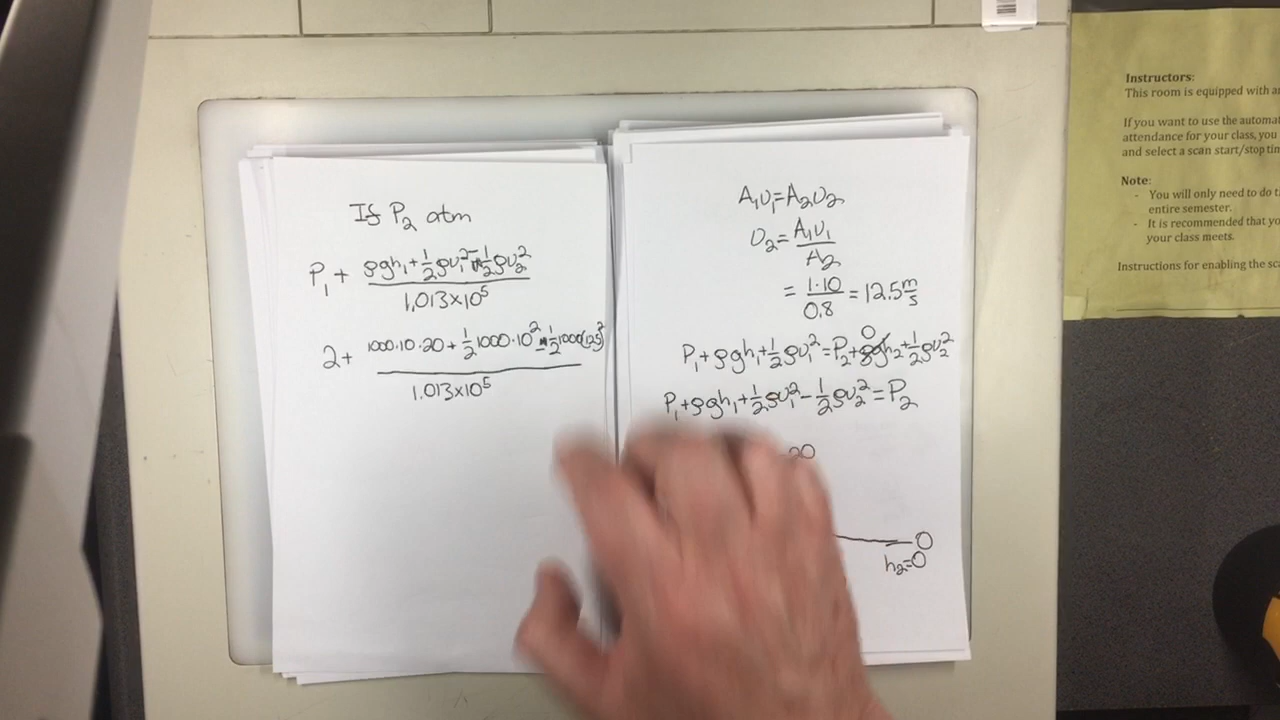 If P₂ atm
P₁ + (ρgh₁ + ½ρv₁² - ½ρv₂²) / 1,013×10⁵
2 + (1000·10·20 + ½1000·10² - ½1000(12.5)²) / 1.013×10⁵
A₁v₁=A₂v₂
v₂=A₁v₁/A₂
= 1·10/0.8 = 12.5 m/s
0
P₁+ρgh₁+½ρv₁²=P₂+ρgh₂+½ρv₂²
P₁+ρgh₁+½ρv₁²-½ρv₂²=P₂
20
0
h₂=0
Instructors:
This room is equipped with
If you want to use the
attendance for your class, you
and select a scan start/stop
Note:
- You will only need to do
entire semester.
- It is recommended that
your class meets.
Instructions for enabling the